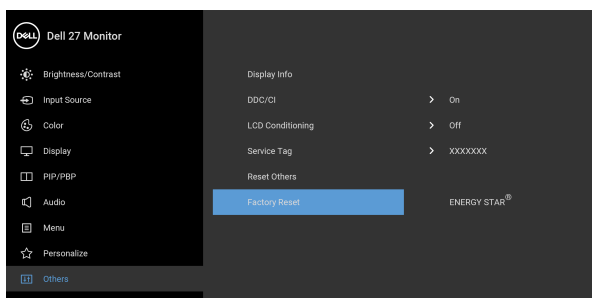 DELL Dell 27 Monitor
Brightness/Contrast
Input Source
Color
Display
PIP/PBP
Audio
Menu
Personalize
Others
Display Info
DDC/CI > On
LCD Conditioning > Off
Service Tag > XXXXXXX
Reset Others
Factory Reset ENERGY STAR®